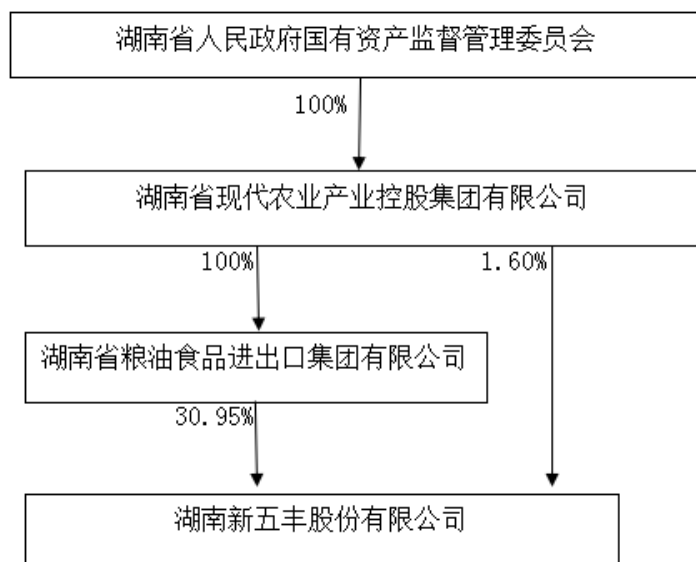 湖南省人民政府国有资产监督管理委员会
100%
湖南省现代农业产业控股集团有限公司
100%
1.60%
湖南省粮油食品进出口集团有限公司
30.95%
湖南新五丰股份有限公司